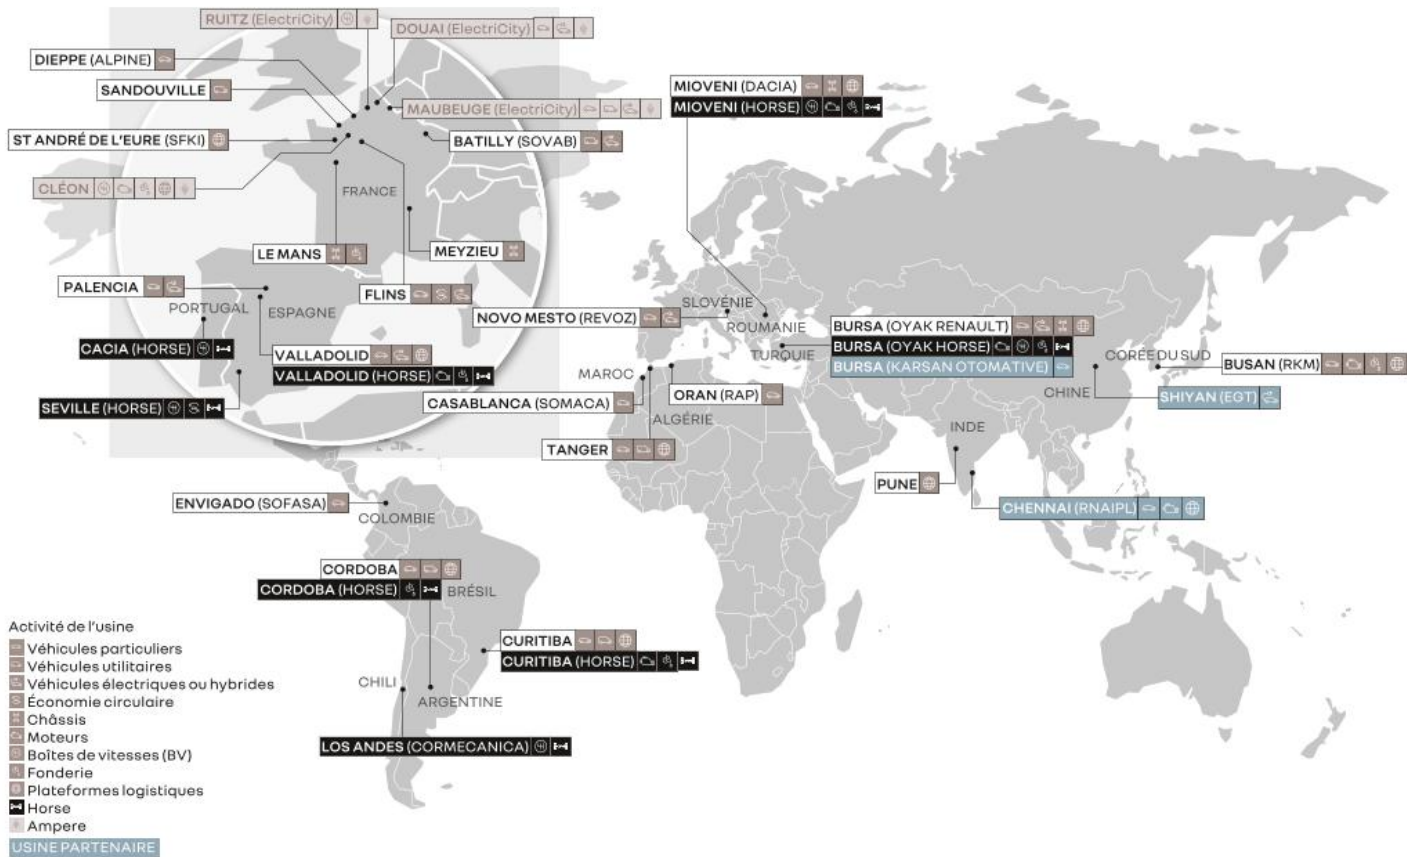 RUITZ (ElectriCity)
DOUAI (ElectriCity)
DIEPPE (ALPINE)
SANDOUVILLE
MAUBEUGE (ElectriCity)
ST ANDRÉ DE L'EURE (SFKI)
BATILLY (SOVAB)
CLÉON
FRANCE
LE MANS
MEYZIEU
PALENCIA
FLINS
PORTUGAL
ESPAGNE
CACIA (HORSE)
VALLADOLID
VALLADOLID (HORSE)
SEVILLE (HORSE)
MIOVENI (DACIA)
MIOVENI (HORSE)
SLOVÉNIE
NOVO MESTO (REVOZ)
ROUMANIE
TURQUIE
BURSA (OYAK RENAULT)
BURSA (OYAK HORSE)
BURSA (KARSAN OTOMATIVE)
CORÉE DU SUD
BUSAN (RKM)
CHINE
SHIYAN (EGT)
MAROC
CASABLANCA (SOMACA)
ORAN (RAP)
ALGÉRIE
TANGER
INDE
PUNE
CHENNAI (RNAIPL)
ENVIGADO (SOFASA)
COLOMBIE
CORDOBA
CORDOBA (HORSE)
BRÉSIL
CURITIBA
CURITIBA (HORSE)
CHILI
ARGENTINE
LOS ANDES (CORMECANICA)
Activité de l'usine
Véhicules particuliers
Véhicules utilitaires
Véhicules électriques ou hybrides
Économie circulaire
Châssis
Moteurs
Boîtes de vitesses (BV)
Fonderie
Plateformes logistiques
Horse
Ampere
USINE PARTENAIRE